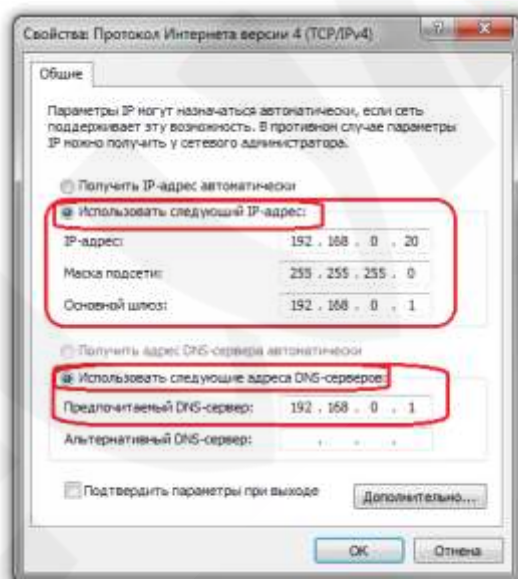 Свойства: Протокол Интернета версии 4 (TCP/IPv4)
Общие
Параметры IP могут назначаться автоматически, если сеть
поддерживает эту возможность. В противном случае параметры
IP можно получить у сетевого администратора.
Получить IP-адрес автоматически
Использовать следующий IP-адрес:
IP-адрес: 192 . 168 . 0 . 20
Маска подсети: 255 . 255 . 255 . 0
Основной шлюз: 192 . 168 . 0 . 1
Получить адрес DNS-сервера автоматически
Использовать следующие адреса DNS-серверов:
Предпочитаемый DNS-сервер: 192 . 168 . 0 . 1
Альтернативный DNS-сервер: . . .
Подтвердить параметры при выходе
Дополнительно...
ОК Отмена